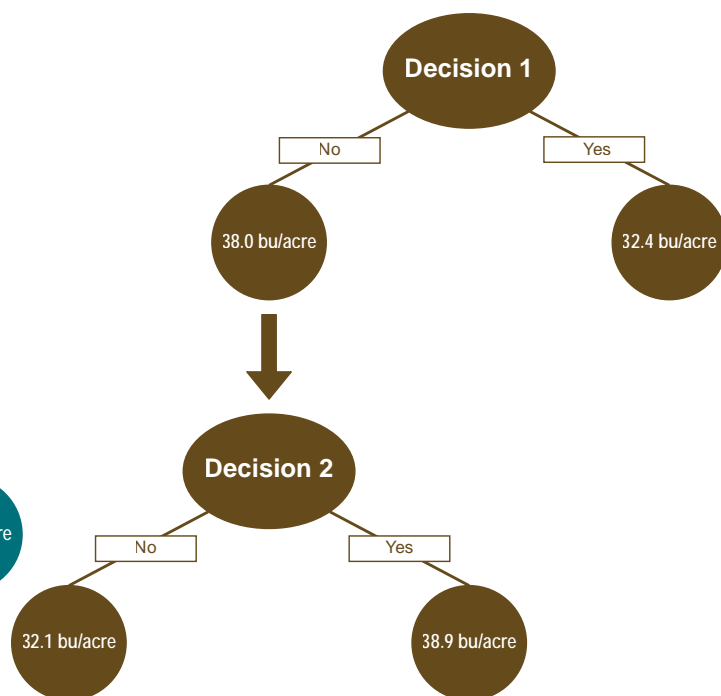 Decision 1
No
Yes
38.0 bu/acre
32.4 bu/acre
Decision 2
No
Yes
32.1 bu/acre
38.9 bu/acre